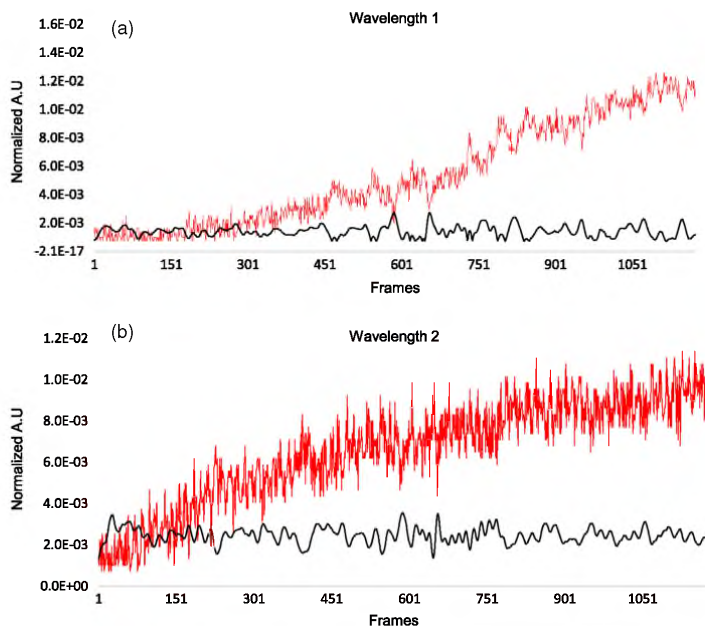 Wavelength 1
(a)
1.6E-02
1.4E-02
1.2E-02
1.0E-02
8.0E-03
6.0E-03
4.0E-03
2.0E-03
-2.1E-17
Normalized A.U
1 151 301 451 601 751 901 1051
Frames
(b)
Wavelength 2
1.2E-02
1.0E-02
8.0E-03
6.0E-03
4.0E-03
2.0E-03
0.0E+00
Normalized A.U
1 151 301 451 601 751 901 1051
Frames